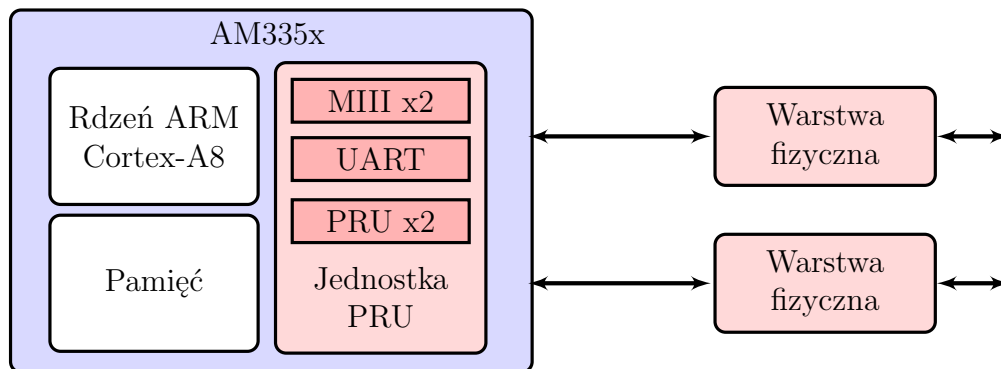 AM335x
Rdzeń ARM
Cortex-A8
Pamięć
MIII x2
UART
PRU x2
Jednostka
PRU
Warstwa
fizyczna
Warstwa
fizyczna